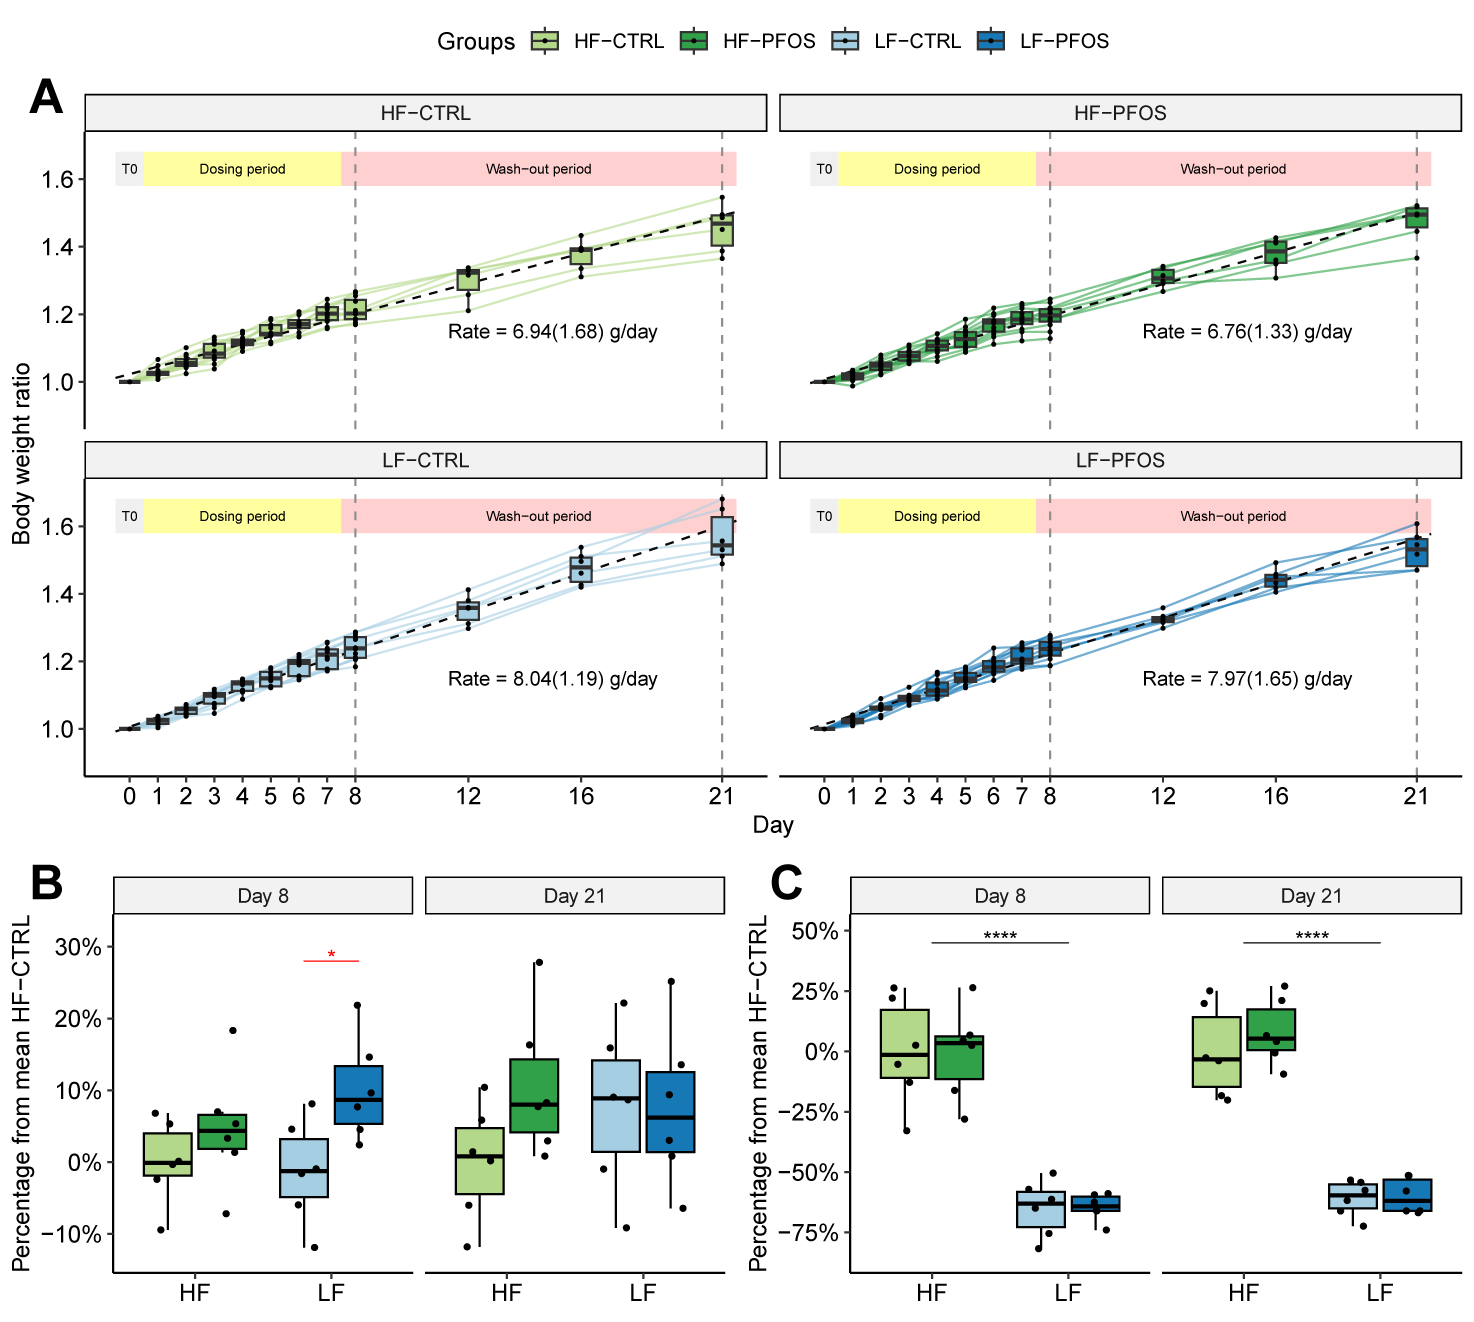 Groups HF−CTRL HF−PFOS LF−CTRL LF−PFOS
A
HF−CTRL HF−PFOS
T0 Dosing period Wash−out period T0 Dosing period Wash−out period
1.6
1.4
1.2
1.0
Rate = 6.94(1.68) g/day Rate = 6.76(1.33) g/day
Body weight ratio
LF−CTRL LF−PFOS
T0 Dosing period Wash−out period T0 Dosing period Wash−out period
1.6
1.4
1.2
1.0
Rate = 8.04(1.19) g/day Rate = 7.97(1.65) g/day
0 1 2 3 4 5 6 7 8 12 16 21 0 1 2 3 4 5 6 7 8 12 16 21
Day
B
Day 8 Day 21
Percentage from mean HF−CTRL
30%
20%
10%
0%
−10%
*
HF LF HF LF
C
Day 8 Day 21
Percentage from mean HF−CTRL
50%
25%
0%
−25%
−50%
−75%
**** ****
HF LF HF LF